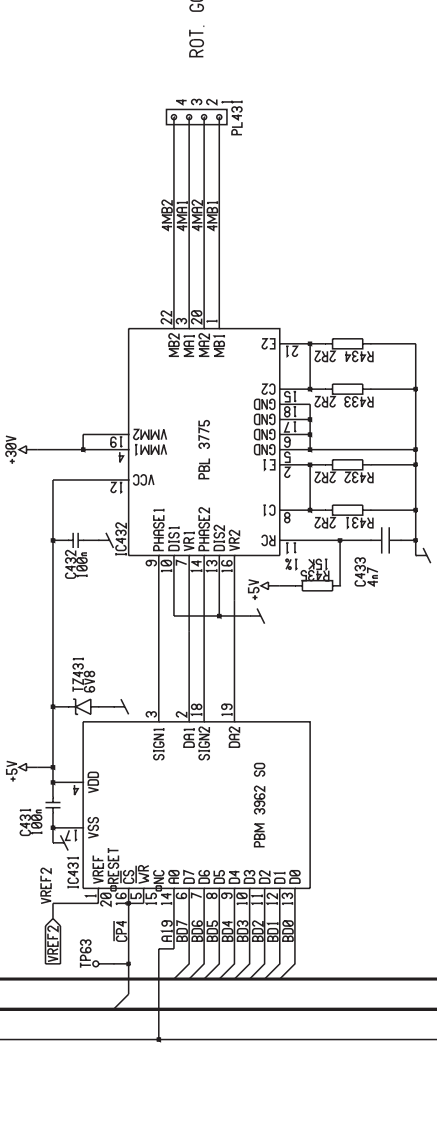 ROT. G
4
3
2
1
PL431
4MB2
4MA1
4MA2
4MB1
22
3
20
1
MB2
MA1
MA2
MB1
+30V
19
4
VMM2
VMM1
12
VCC
PBL 3775
IC432
C432
100n
E2
21
C2
GND
15
GND
18
GND
17
GND
6
E1
5
2
C1
8
RC
11
R434 2R2
R433 2R2
R432 2R2
R431 2R2
15K 1%
R435
+5V
C433
4n7
9
10
7
14
13
16
PHASE1
DIS1
VR1
PHASE2
DIS2
VR2
TZ431
6V8
3
2
18
19
SIGN1
DA1
SIGN2
DA2
+5V
4
VDD
C431
100n
17
VSS
PBM 3962 SO
IC431
VREF2
VREF2
VREF
RESET
CS
WR
NC
A0
D7
D6
D5
D4
D3
D2
D1
D0
1
20
16
5
15
14
6
7
8
9
10
11
12
13
CP4
TP63
A19
BD7
BD6
BD5
BD4
BD3
BD2
BD1
BD0